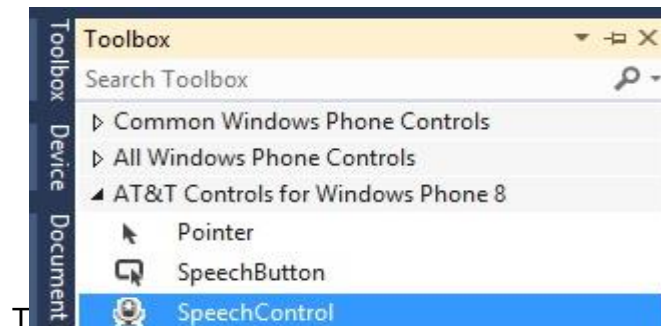 Toolbox
Search Toolbox
Common Windows Phone Controls
All Windows Phone Controls
AT&T Controls for Windows Phone 8
Pointer
SpeechButton
SpeechControl
Toolbox
Device
Document
T